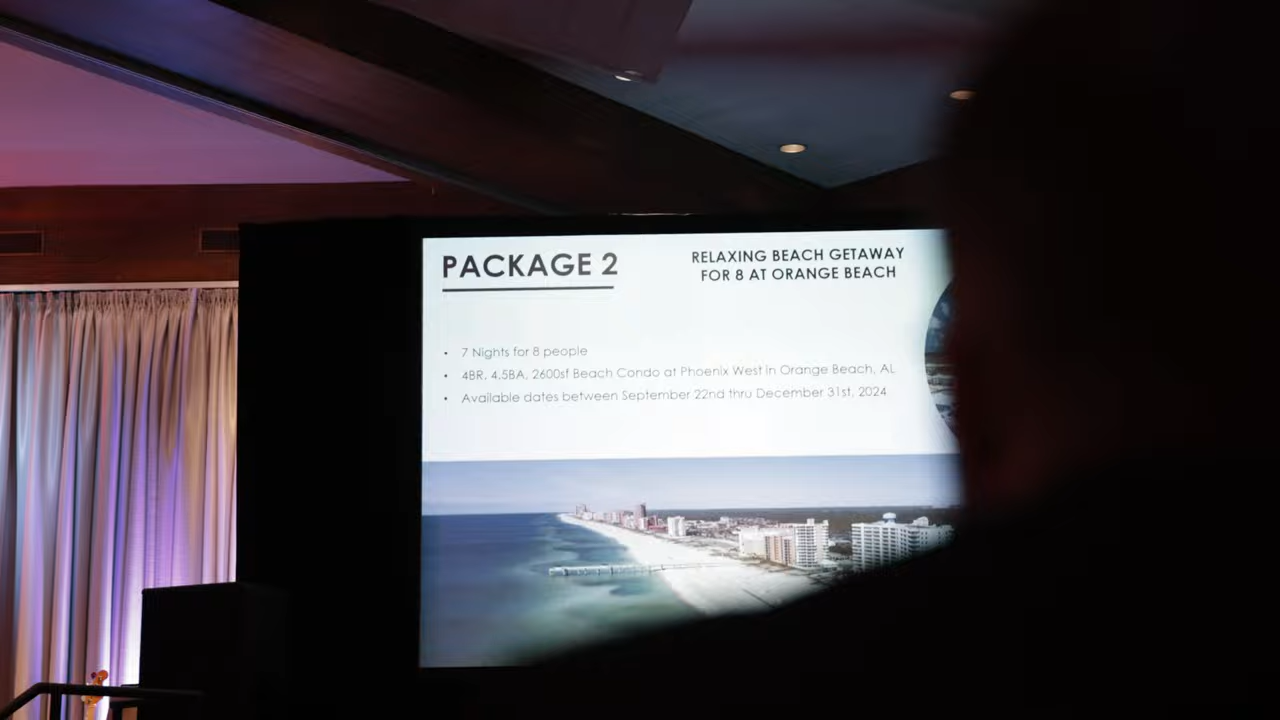 PACKAGE 2
RELAXING BEACH GETAWAY
FOR 8 AT ORANGE BEACH
• 7 Nights for 8 people
• 4BR, 4.5BA, 2600sf Beach Condo at Phoenix West in Orange Beach, AL
• Available dates between September 22nd thru December 31st, 2024